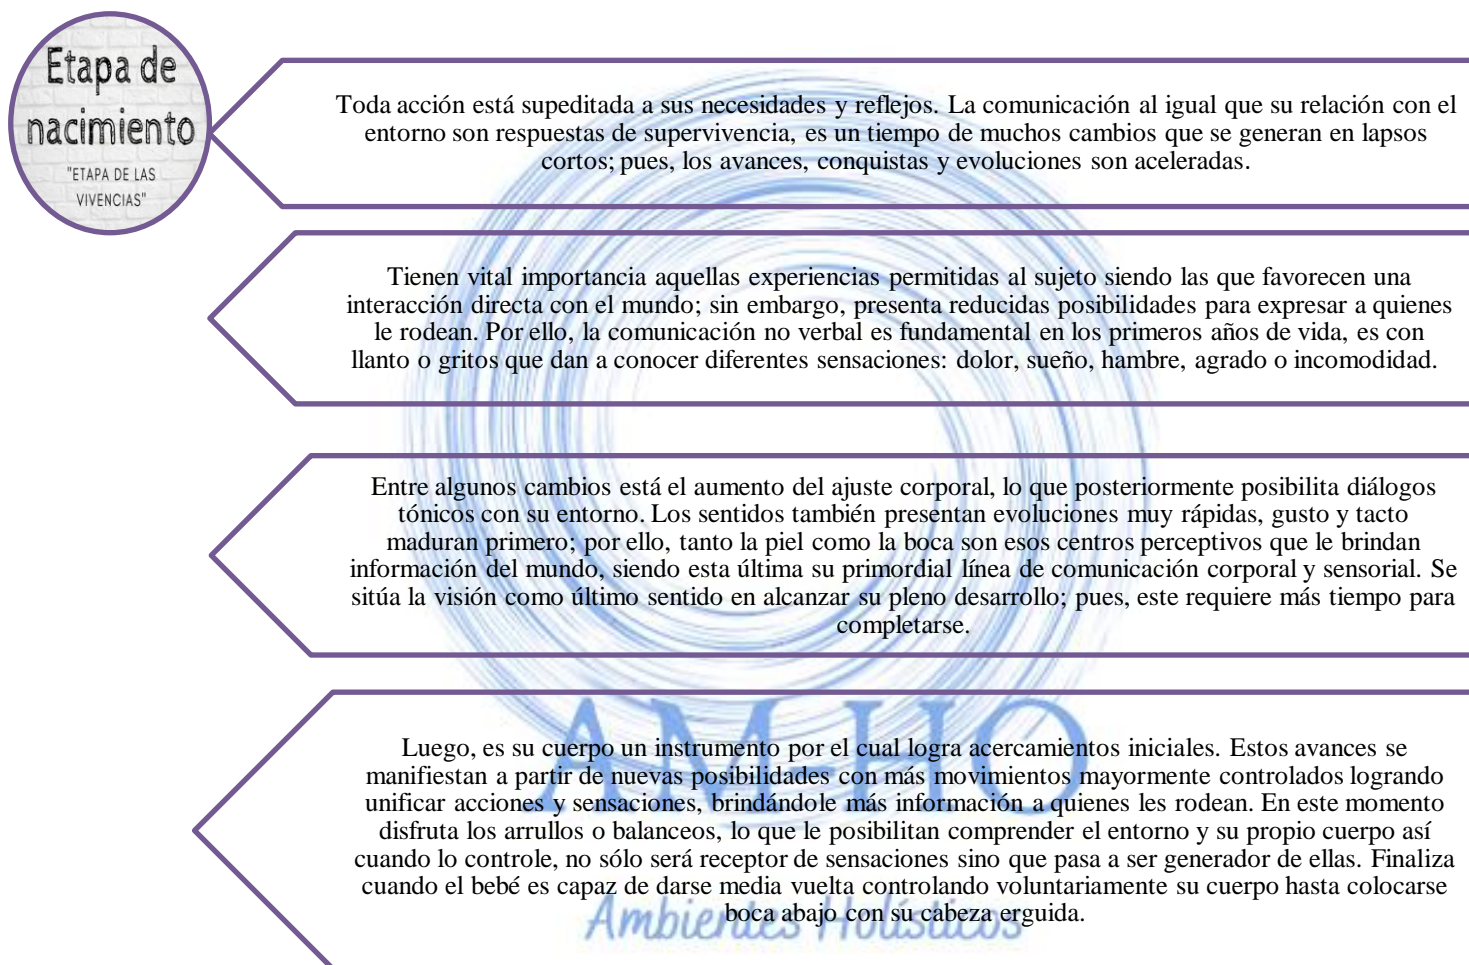 Etapa de
nacimiento
"ETAPA DE LAS
VIVENCIAS"
Toda acción está supeditada a sus necesidades y reflejos. La comunicación al igual que su relación con el
entorno son respuestas de supervivencia, es un tiempo de muchos cambios que se generan en lapsos
cortos; pues, los avances, conquistas y evoluciones son aceleradas.
Tienen vital importancia aquellas experiencias permitidas al sujeto siendo las que favorecen una
interacción directa con el mundo; sin embargo, presenta reducidas posibilidades para expresar a quienes
le rodean. Por ello, la comunicación no verbal es fundamental en los primeros años de vida, es con
llanto o gritos que dan a conocer diferentes sensaciones: dolor, sueño, hambre, agrado o incomodidad.
Entre algunos cambios está el aumento del ajuste corporal, lo que posteriormente posibilita diálogos
tónicos con su entorno. Los sentidos también presentan evoluciones muy rápidas, gusto y tacto
maduran primero; por ello, tanto la piel como la boca son esos centros perceptivos que le brindan
información del mundo, siendo esta última su primordial línea de comunicación corporal y sensorial. Se
sitúa la visión como último sentido en alcanzar su pleno desarrollo; pues, este requiere más tiempo para
completarse.
AM-HO
Luego, es su cuerpo un instrumento por el cual logra acercamientos iniciales. Estos avances se
manifiestan a partir de nuevas posibilidades con más movimientos mayormente controlados logrando
unificar acciones y sensaciones, brindándole más información a quienes les rodean. En este momento
disfruta los arrullos o balanceos, lo que le posibilitan comprender el entorno y su propio cuerpo así
cuando lo controle, no sólo será receptor de sensaciones sino que pasa a ser generador de ellas. Finaliza
cuando el bebé es capaz de darse media vuelta controlando voluntariamente su cuerpo hasta colocarse
boca abajo con su cabeza erguida.
Ambientes Holísticos